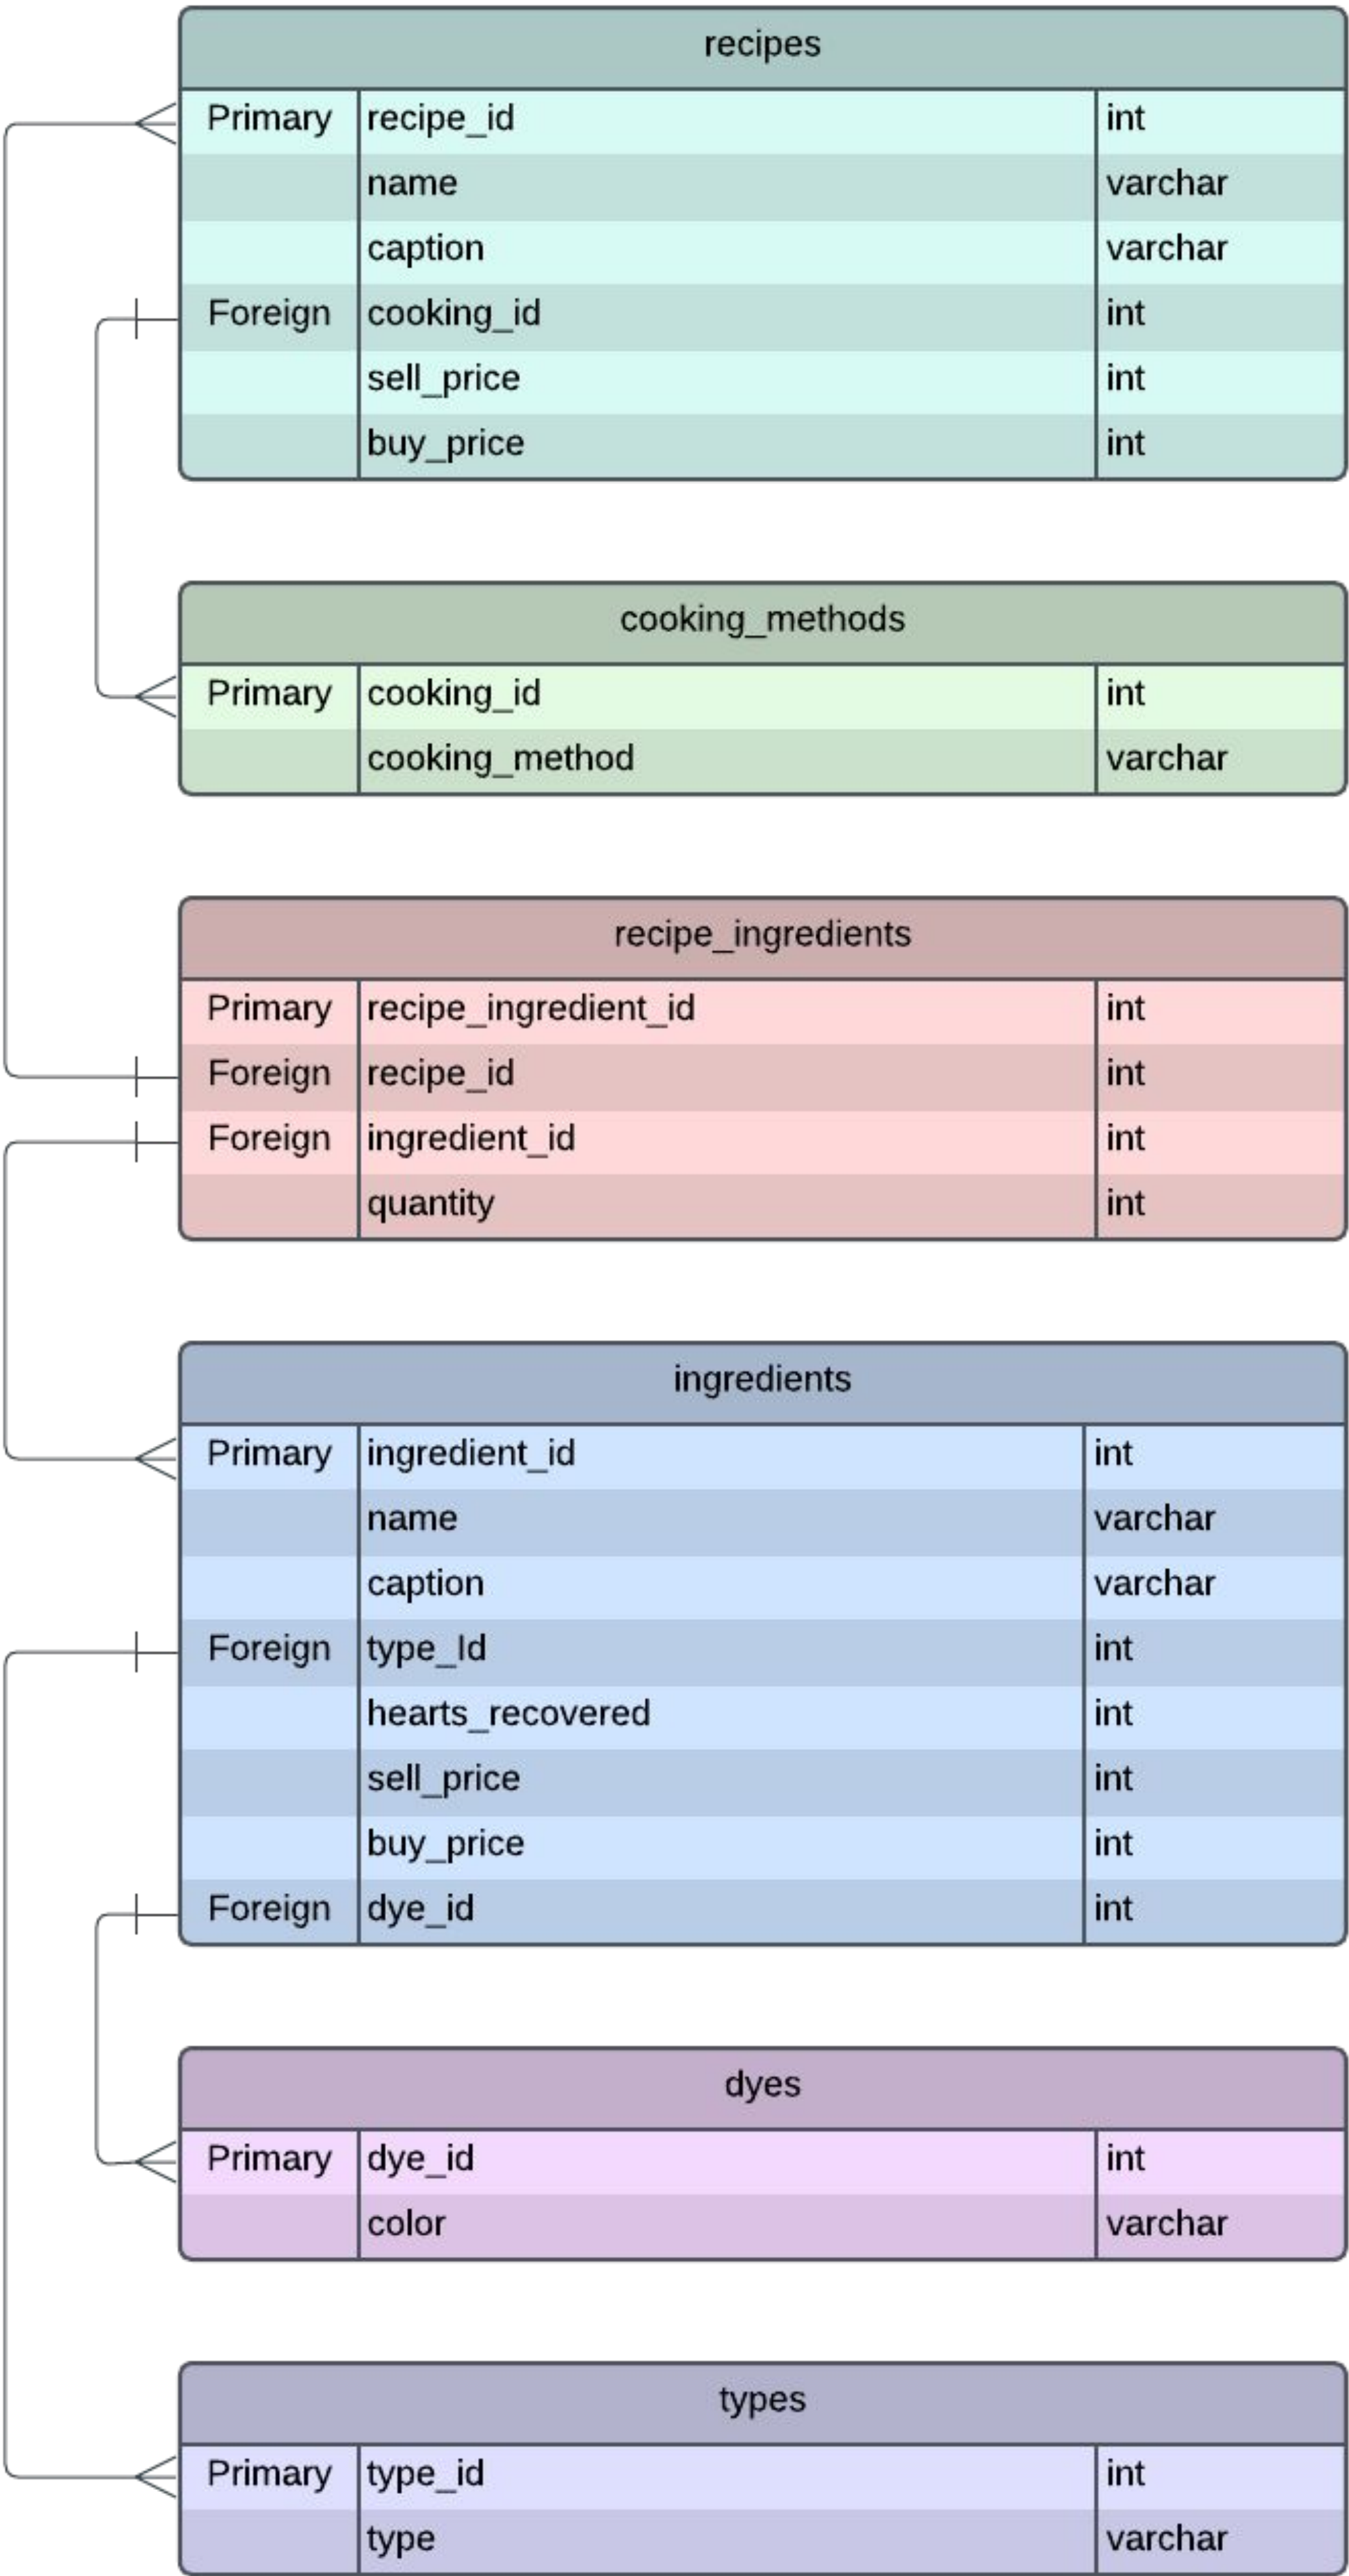 recipes
Primary recipe_id int
name varchar
caption varchar
Foreign cooking_id int
sell_price int
buy_price int
cooking_methods
Primary cooking_id int
cooking_method varchar
recipe_ingredients
Primary recipe_ingredient_id int
Foreign recipe_id int
Foreign ingredient_id int
quantity int
ingredients
Primary ingredient_id int
name varchar
caption varchar
Foreign type_Id int
hearts_recovered int
sell_price int
buy_price int
Foreign dye_id int
dyes
Primary dye_id int
color varchar
types
Primary type_id int
type varchar